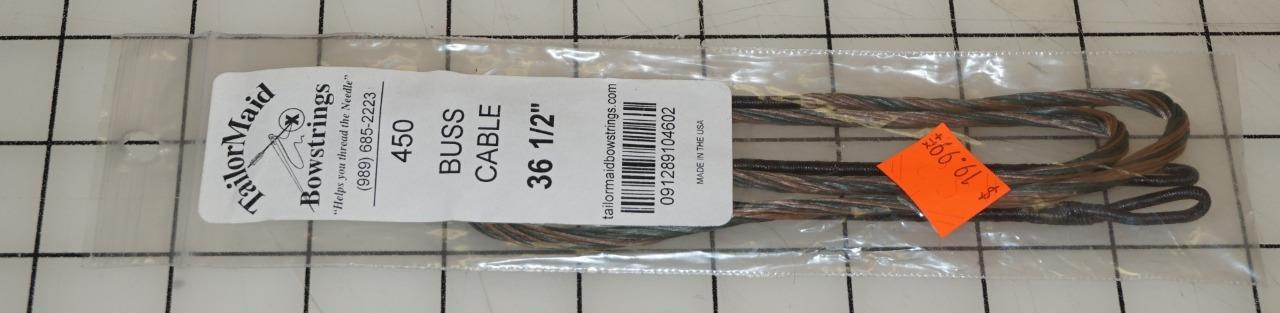 TailorMaid
Bowstrings
"Helps you thread the Needle"
(989) 685-2223
450
BUSS
CABLE
36 1/2"
tailormaidbowstrings.com
091289104602
MADE IN THE USA
19.99
+tx